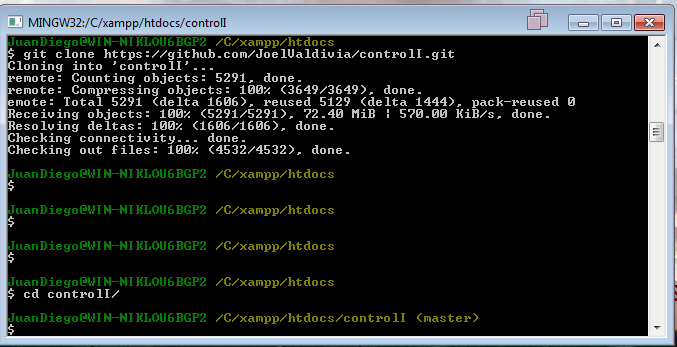 MINGW32:/C/xampp/htdocs/controlI
JuanDiego@WIN-NIKLOU6BGP2 /C/xampp/htdocs
$ git clone https://github.com/JoelValdivia/controlI.git
Cloning into 'controlI'...
remote: Counting objects: 5291, done.
remote: Compressing objects: 100% (3649/3649), done.
emote: Total 5291 (delta 1606), reused 5129 (delta 1444), pack-reused 0
Receiving objects: 100% (5291/5291), 72.40 MiB ¦ 570.00 KiB/s, done.
Resolving deltas: 100% (1606/1606), done.
Checking connectivity... done.
Checking out files: 100% (4532/4532), done.
JuanDiego@WIN-NIKLOU6BGP2 /C/xampp/htdocs
$
JuanDiego@WIN-NIKLOU6BGP2 /C/xampp/htdocs
$
JuanDiego@WIN-NIKLOU6BGP2 /C/xampp/htdocs
$
JuanDiego@WIN-NIKLOU6BGP2 /C/xampp/htdocs
$ cd controlI/
JuanDiego@WIN-NIKLOU6BGP2 /C/xampp/htdocs/controlI (master)
$